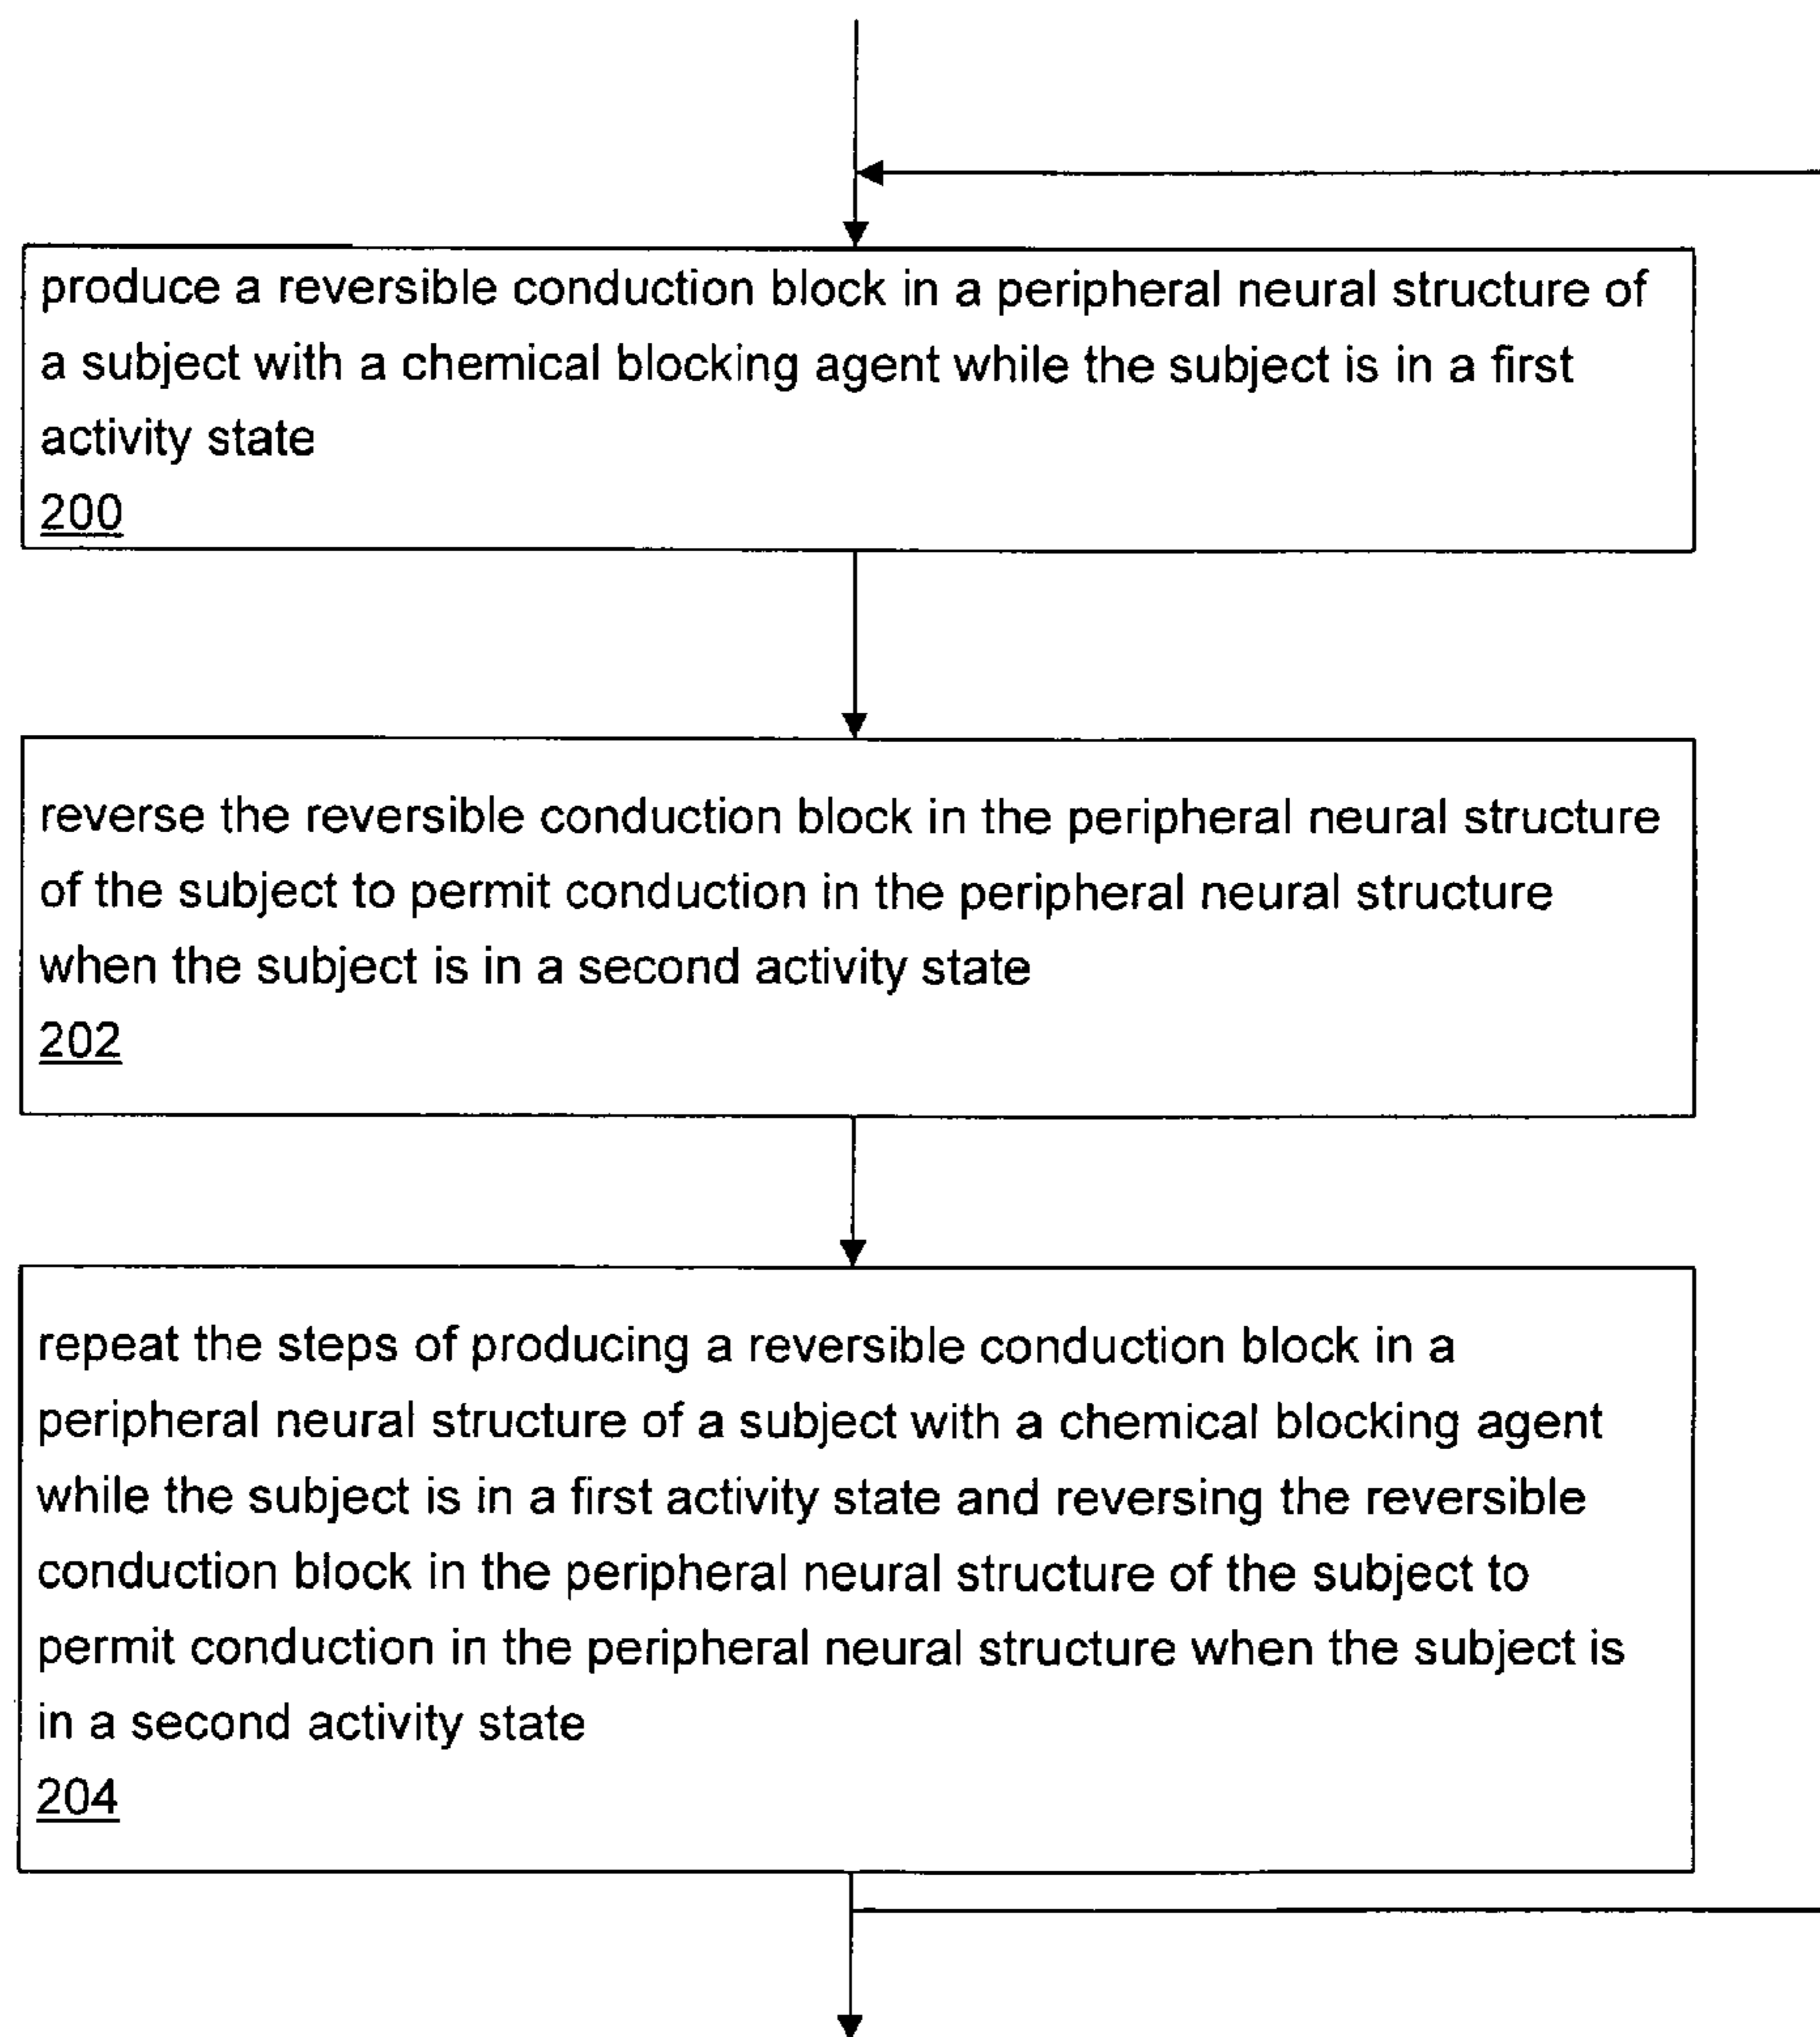 produce a reversible conduction block in a peripheral neural structure of
a subject with a chemical blocking agent while the subject is in a first
activity state
200
reverse the reversible conduction block in the peripheral neural structure
of the subject to permit conduction in the peripheral neural structure
when the subject is in a second activity state
202
repeat the steps of producing a reversible conduction block in a
peripheral neural structure of a subject with a chemical blocking agent
while the subject is in a first activity state and reversing the reversible
conduction block in the peripheral neural structure of the subject to
permit conduction in the peripheral neural structure when the subject is
in a second activity state
204